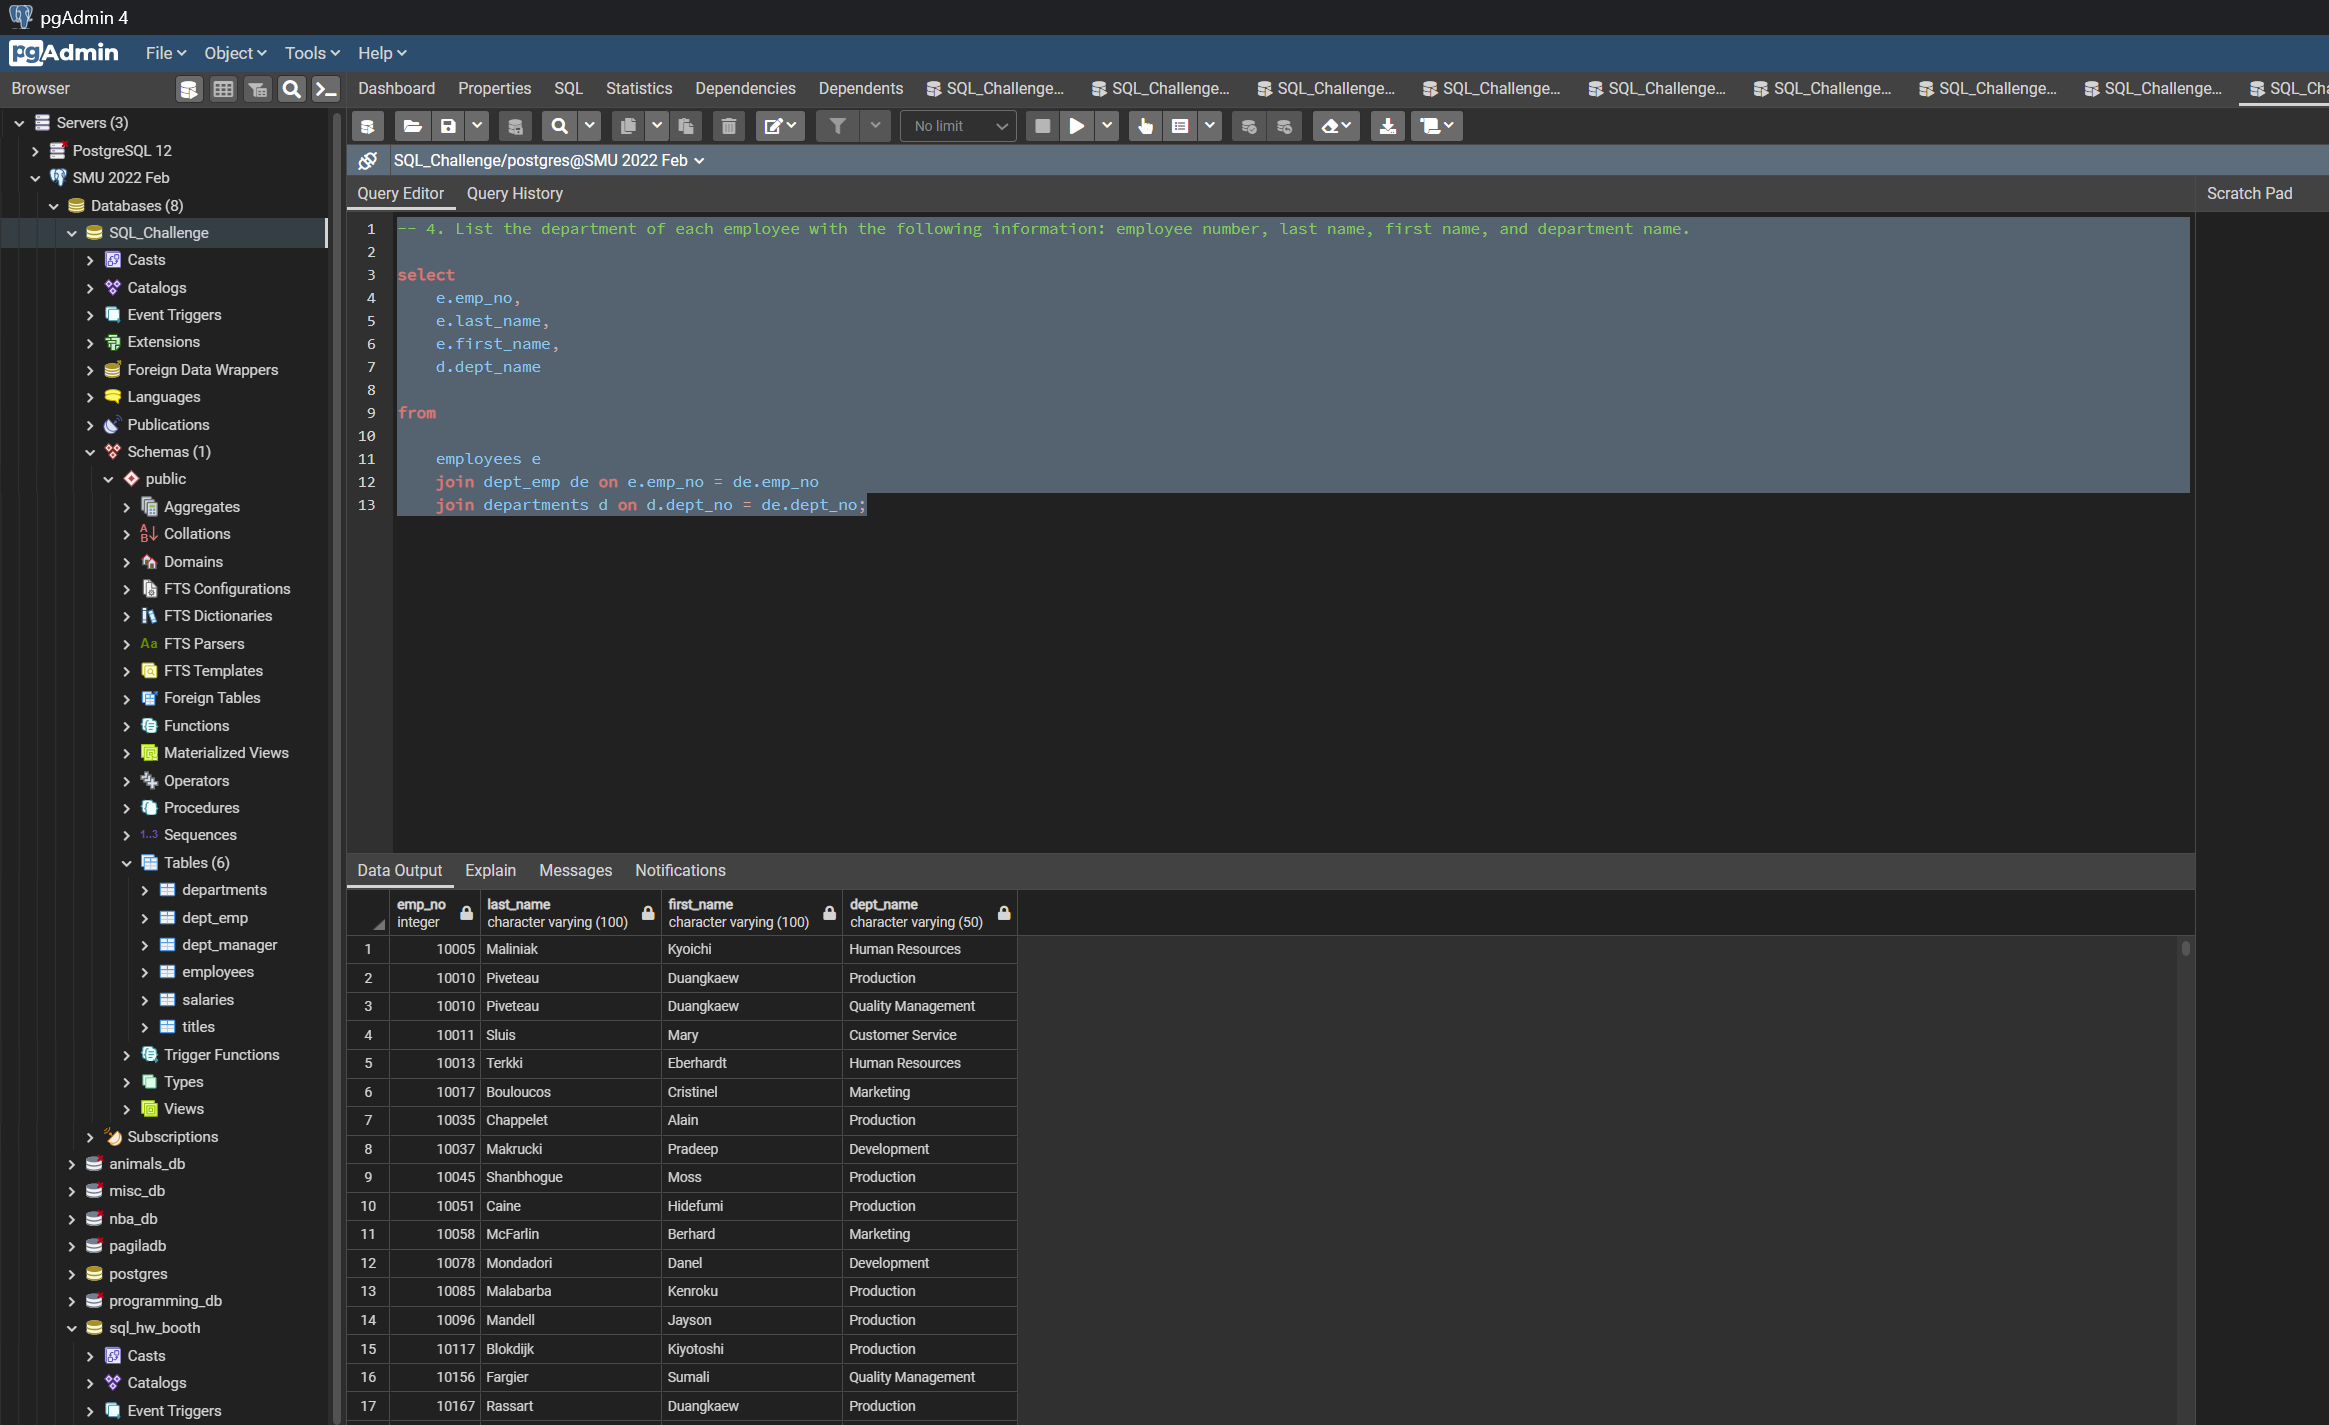 pgAdmin 4
pgAdmin File Object Tools Help
Browser
Dashboard Properties SQL Statistics Dependencies Dependents SQL_Challenge... SQL_Challenge... SQL_Challenge... SQL_Challenge... SQL_Challenge... SQL_Challenge... SQL_Challenge... SQL_Challenge... SQL_Cha
No limit
SQL_Challenge/postgres@SMU 2022 Feb
Query Editor Query History
Scratch Pad
Servers (3)
PostgreSQL 12
SMU 2022 Feb
Databases (8)
SQL_Challenge
Casts
Catalogs
Event Triggers
Extensions
Foreign Data Wrappers
Languages
Publications
Schemas (1)
public
Aggregates
Collations
Domains
FTS Configurations
FTS Dictionaries
Aa FTS Parsers
FTS Templates
Foreign Tables
Functions
Materialized Views
Operators
Procedures
1..3 Sequences
Tables (6)
departments
dept_emp
dept_manager
employees
salaries
titles
Trigger Functions
Types
Views
Subscriptions
animals_db
misc_db
nba_db
pagiladb
postgres
programming_db
sql_hw_booth
Casts
Catalogs
Event Triggers
1 -- 4. List the department of each employee with the following information: employee number, last name, first name, and department name.
2
3 select
4 e.emp_no,
5 e.last_name,
6 e.first_name,
7 d.dept_name
8
9 from
10
11 employees e
12 join dept_emp de on e.emp_no = de.emp_no
13 join departments d on d.dept_no = de.dept_no;
Data Output Explain Messages Notifications
emp_no last_name first_name dept_name
integer character varying (100) character varying (100) character varying (50)
1 10005 Maliniak Kyoichi Human Resources
2 10010 Piveteau Duangkaew Production
3 10010 Piveteau Duangkaew Quality Management
4 10011 Sluis Mary Customer Service
5 10013 Terkki Eberhardt Human Resources
6 10017 Bouloucos Cristinel Marketing
7 10035 Chappelet Alain Production
8 10037 Makrucki Pradeep Development
9 10045 Shanbhogue Moss Production
10 10051 Caine Hidefumi Production
11 10058 McFarlin Berhard Marketing
12 10078 Mondadori Danel Development
13 10085 Malabarba Kenroku Production
14 10096 Mandell Jayson Production
15 10117 Blokdijk Kiyotoshi Production
16 10156 Fargier Sumali Quality Management
17 10167 Rassart Duangkaew Production